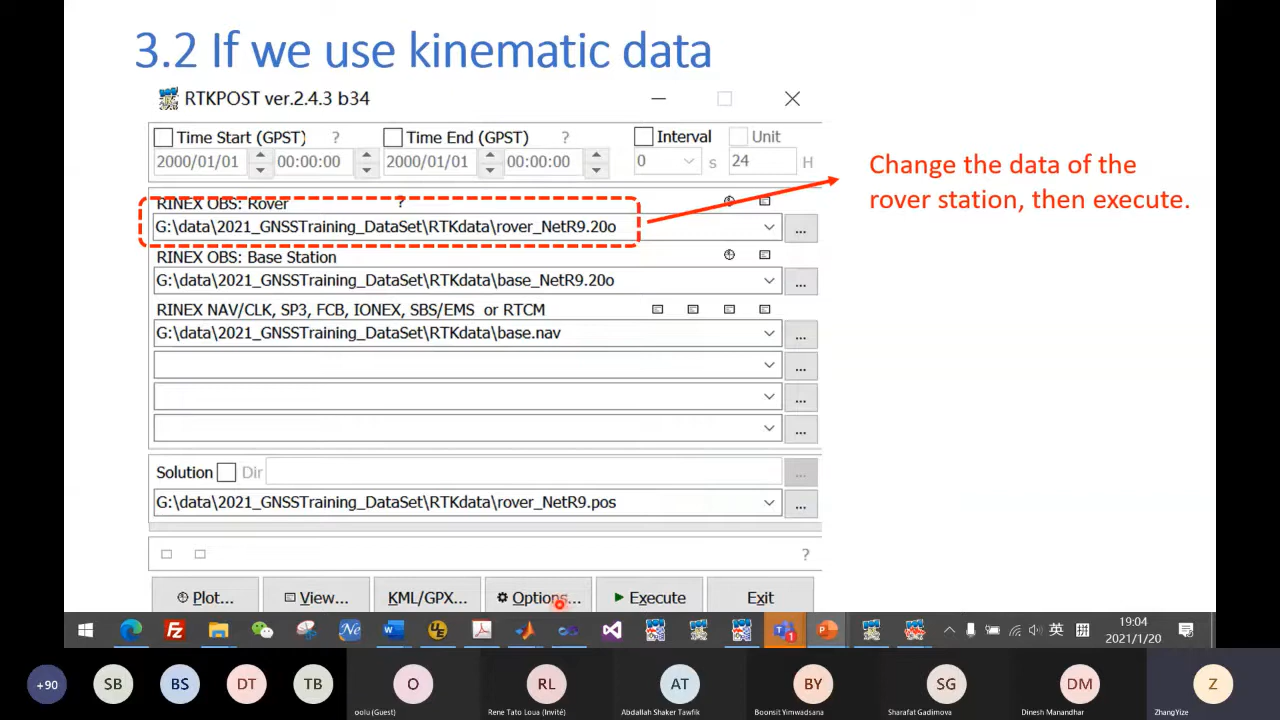 3.2 If we use kinematic data
RTKPOST ver.2.4.3 b34
Time Start (GPST) ? Time End (GPST) ? Interval Unit
2000/01/01 00:00:00 2000/01/01 00:00:00 0 s 24 H
Change the data of the
rover station, then execute.
RINEX OBS: Rover ?
G:\data\2021_GNSSTraining_DataSet\RTKdata\rover_NetR9.20o ...
RINEX OBS: Base Station
G:\data\2021_GNSSTraining_DataSet\RTKdata\base_NetR9.20o ...
RINEX NAV/CLK, SP3, FCB, IONEX, SBS/EMS or RTCM
G:\data\2021_GNSSTraining_DataSet\RTKdata\base.nav ...
...
...
...
Solution Dir ...
G:\data\2021_GNSSTraining_DataSet\RTKdata\rover_NetR9.pos ...
?
Plot... View... KML/GPX... Options... Execute Exit
FZ Ne W UE 1 P 英 19:04
2021/1/20
+90 SB BS DT TB O RL AT BY SG DM Z
oolu (Guest) Rene Tato Loua (Invité) Abdallah Shaker Tawfik Boonsit Yimwadsana Sharafat Gadimova Dinesh Manandhar ZhangYize